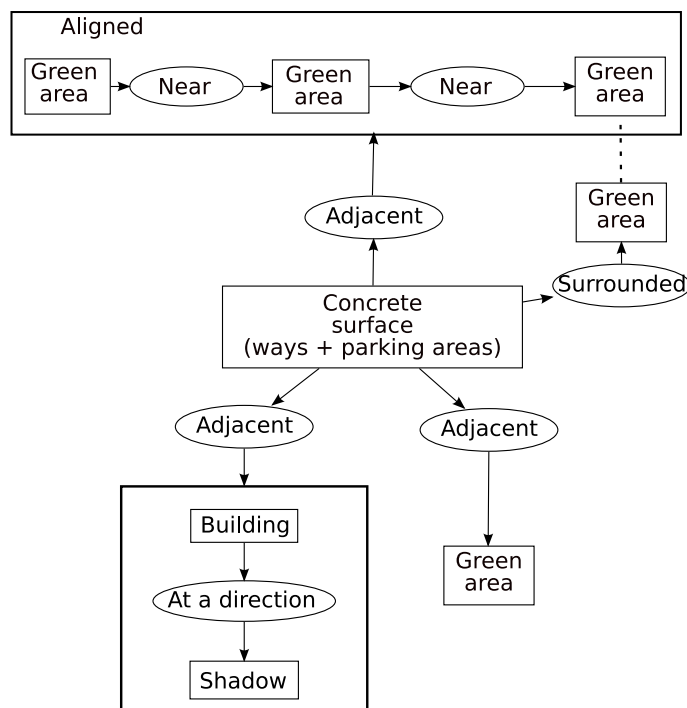 Aligned
Green
area
Near
Green
area
Near
Green
area
Adjacent
Green
area
Surrounded
Concrete
surface
(ways + parking areas)
Adjacent
Adjacent
Building
At a direction
Shadow
Green
area